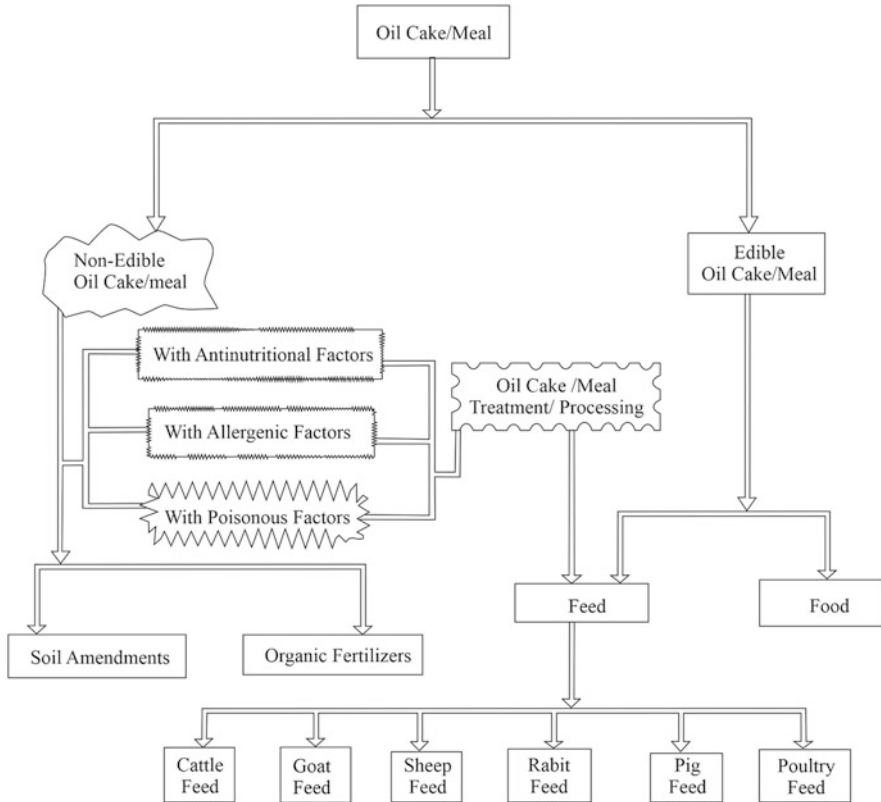 Oil Cake/Meal
Non-Edible
Oil Cake/meal
Edible
Oil Cake/Meal
With Antinutritional Factors
Oil Cake /Meal
Treatment/ Processing
With Allergenic Factors
With Poisonous Factors
Feed
Food
Soil Amendments
Organic Fertilizers
Cattle
Feed
Goat
Feed
Sheep
Feed
Rabit
Feed
Pig
Feed
Poultry
Feed